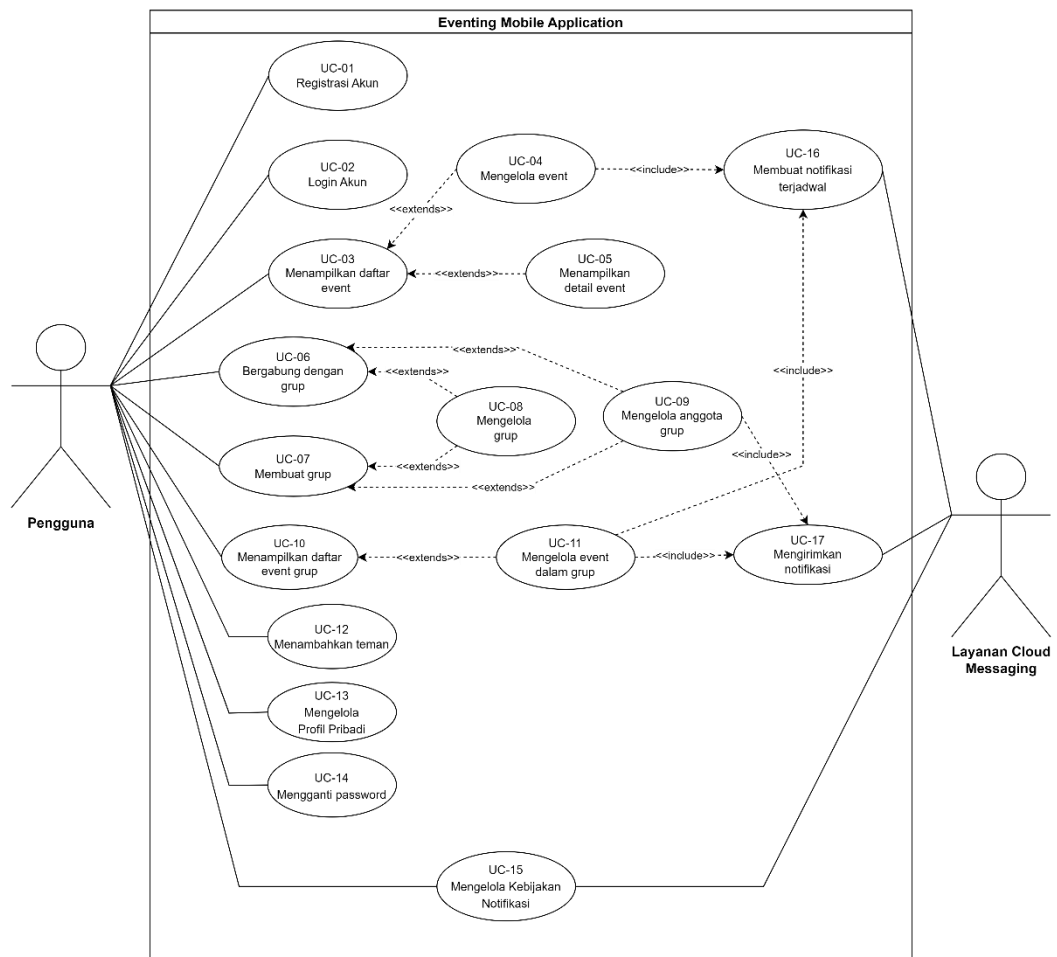 Eventing Mobile Application
UC-01
Registrasi Akun
UC-02
Login Akun
UC-04
Mengelola event
<<include>>
UC-16
Membuat notifikasi
terjadwal
<<extends>>
UC-03
Menampilkan daftar
event
<<extends>>
UC-05
Menampilkan
detail event
<<extends>>
UC-06
Bergabung dengan
grup
<<extends>>
<<include>>
UC-08
Mengelola
grup
UC-09
Mengelola anggota
grup
<<include>>
UC-07
Membuat grup
<<extends>>
<<extends>>
Pengguna
UC-10
Menampilkan daftar
event grup
<<extends>>
UC-11
Mengelola event
dalam grup
<<include>>
UC-17
Mengirimkan
notifikasi
UC-12
Menambahkan teman
Layanan Cloud
Messaging
UC-13
Mengelola
Profil Pribadi
UC-14
Mengganti password
UC-15
Mengelola Kebijakan
Notifikasi